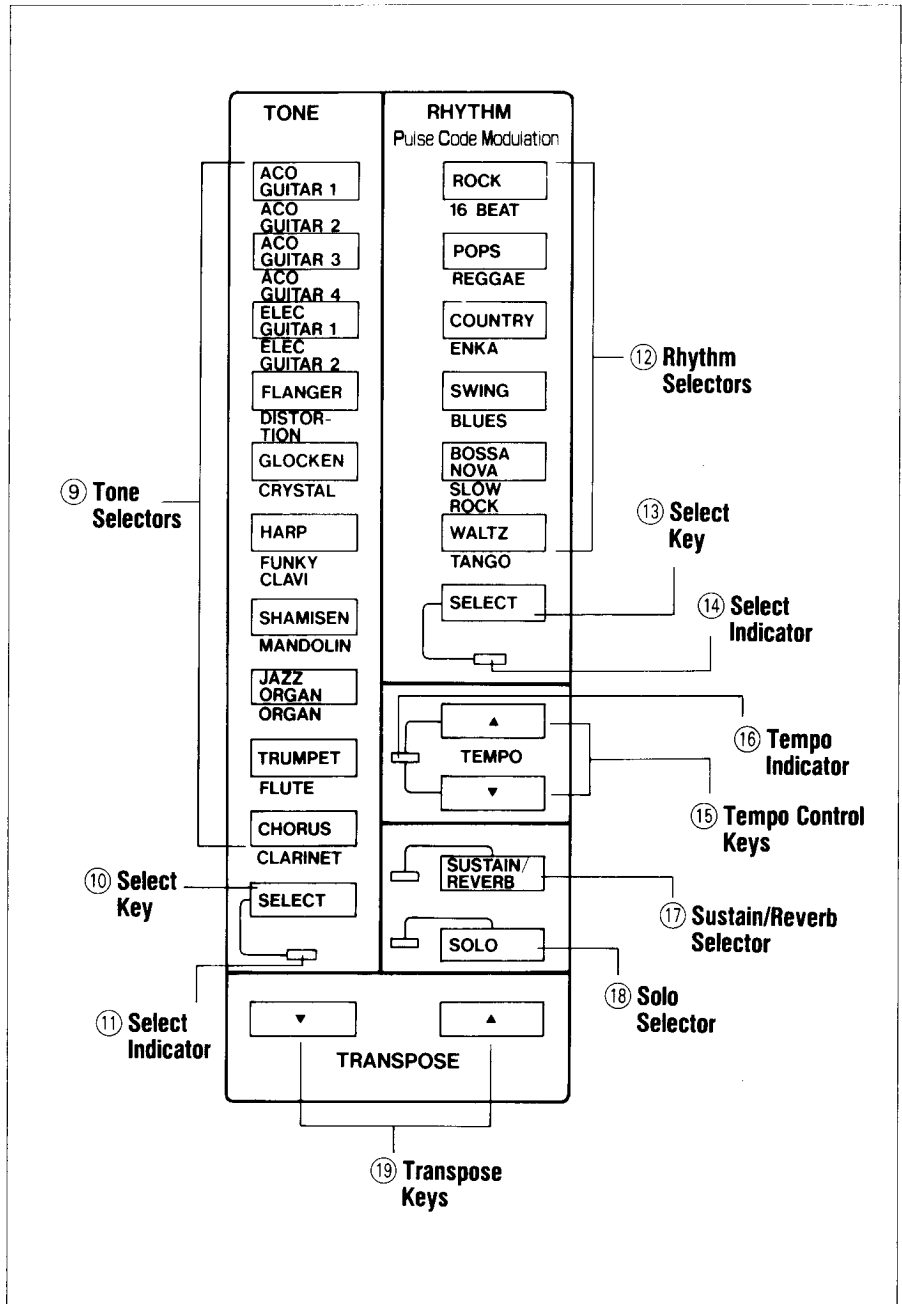 TONE
ACO
GUITAR 1
ACO
GUITAR 2
ACO
GUITAR 3
ACO
GUITAR 4
ELEC
GUITAR 1
ELEC
GUITAR 2
FLANGER
DISTOR-
TION
GLOCKEN
CRYSTAL
HARP
FUNKY
CLAVI
SHAMISEN
MANDOLIN
JAZZ
ORGAN
ORGAN
TRUMPET
FLUTE
CHORUS
CLARINET
SELECT
RHYTHM
Pulse Code Modulation
ROCK
16 BEAT
POPS
REGGAE
COUNTRY
ENKA
SWING
BLUES
BOSSA
NOVA
SLOW
ROCK
WALTZ
TANGO
SELECT
▲
TEMPO
▼
SUSTAIN/
REVERB
SOLO
▼ ▲
TRANSPOSE
⑨ Tone
Selectors
⑩ Select
Key
⑪ Select
Indicator
⑫ Rhythm
Selectors
⑬ Select
Key
⑭ Select
Indicator
⑯ Tempo
Indicator
⑮ Tempo Control
Keys
⑰ Sustain/Reverb
Selector
⑱ Solo
Selector
⑲ Transpose
Keys